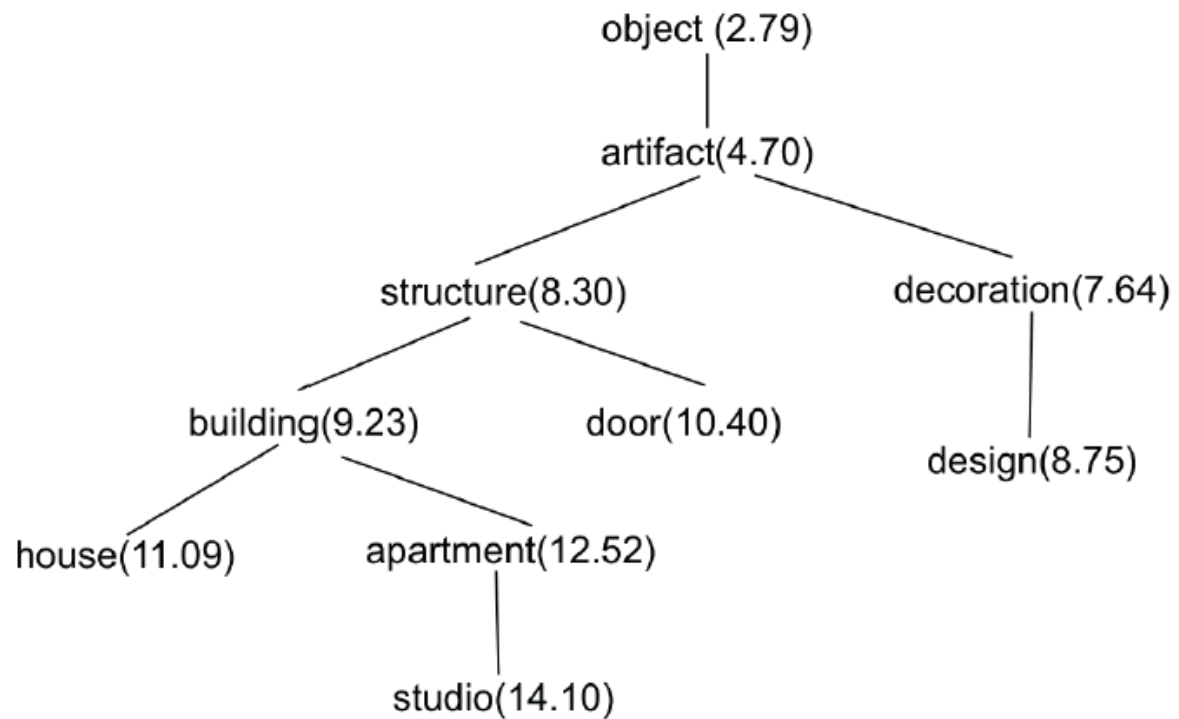 object (2.79)
artifact(4.70)
structure(8.30)
decoration(7.64)
building(9.23)
door(10.40)
design(8.75)
house(11.09)
apartment(12.52)
studio(14.10)